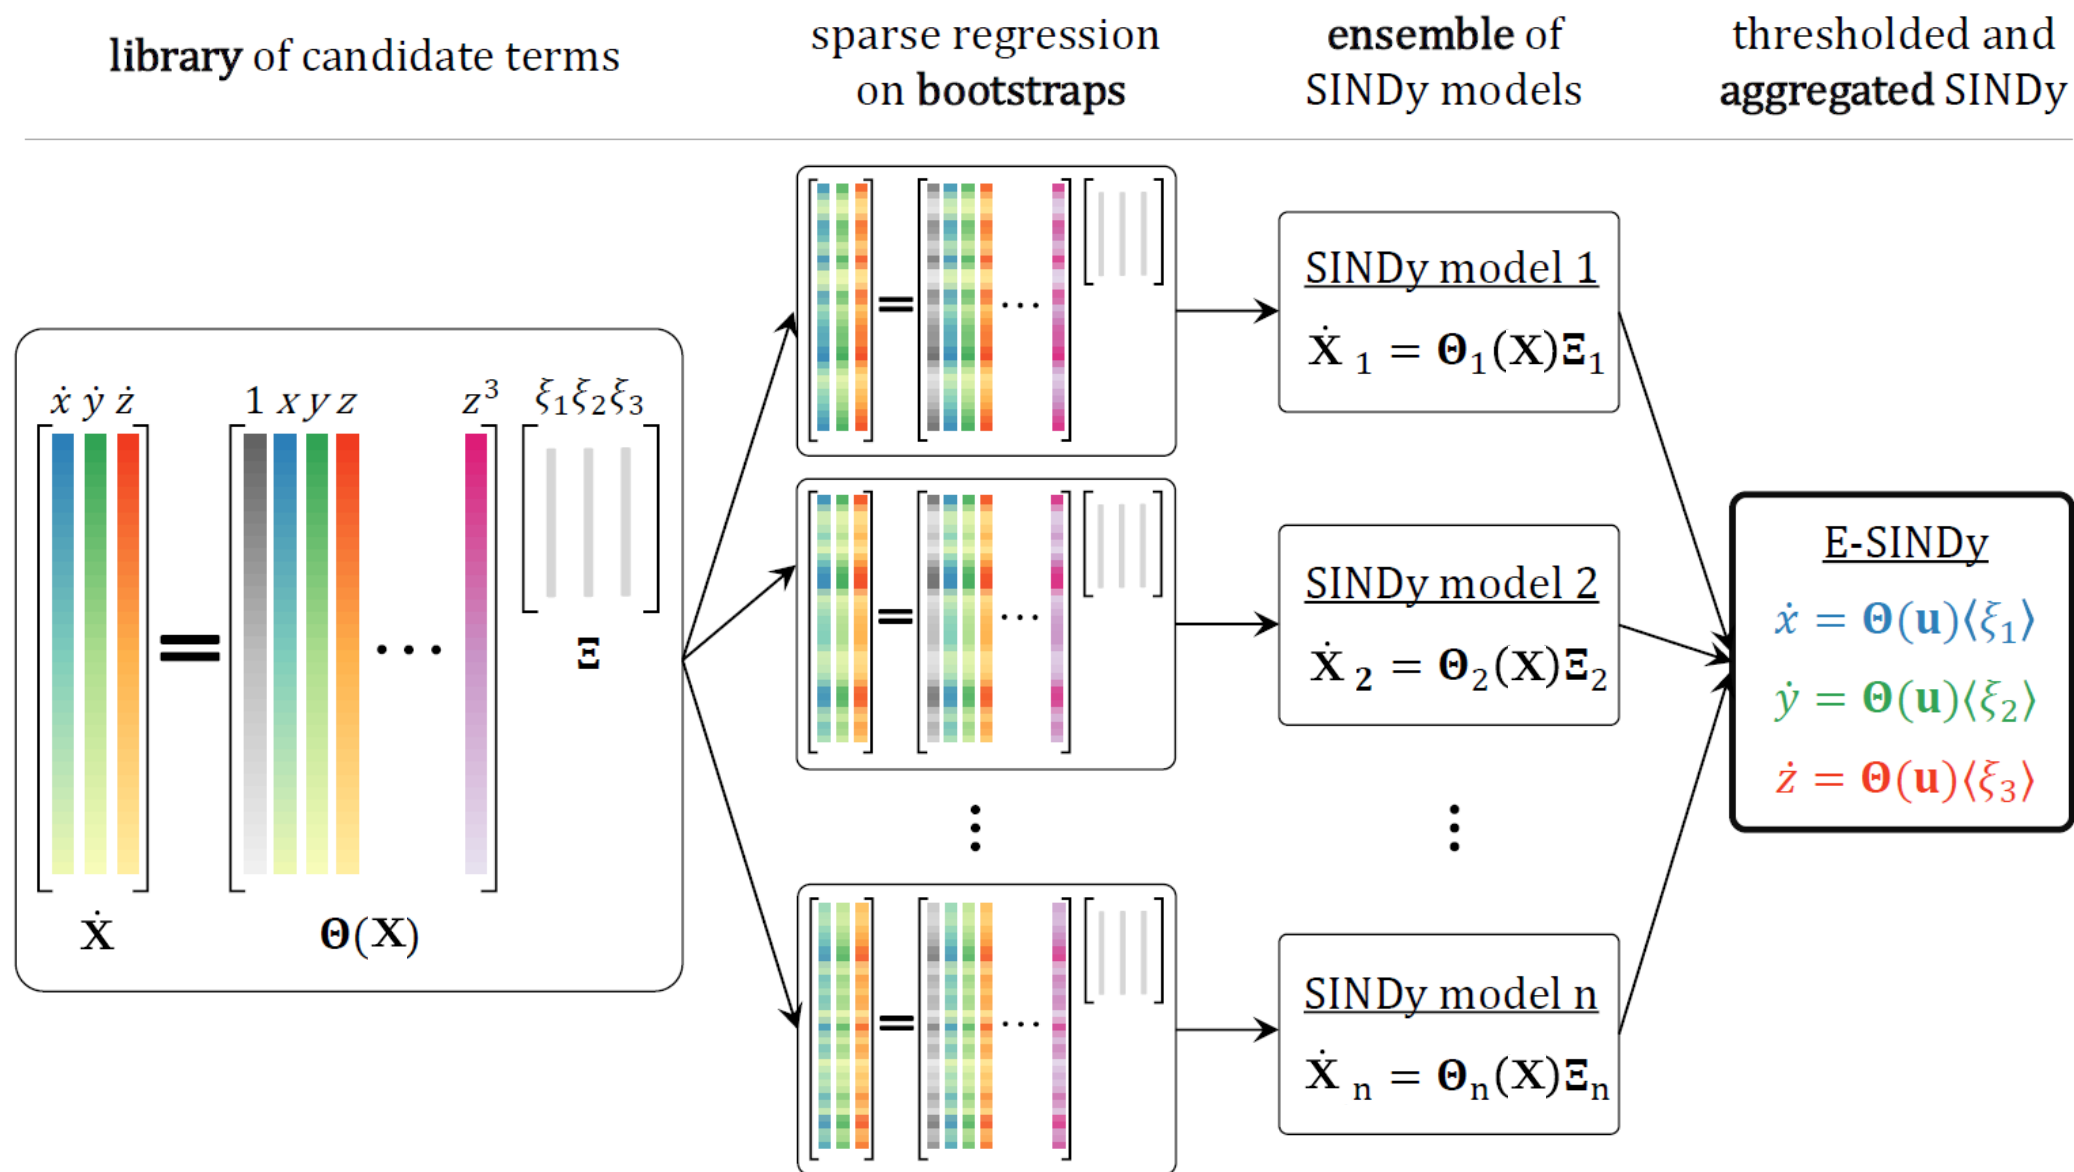 library of candidate terms
sparse regression
on bootstraps
ensemble of
SINDy models
thresholded and
aggregated SINDy
ẋ ẏ ż
1 x y z
z³
ξ₁ξ₂ξ₃
=
⋯
Ξ
Ẋ
Θ(X)
=
⋯
=
⋯
⋮
=
⋯
SINDy model 1
Ẋ ₁ = Θ₁(X)Ξ₁
SINDy model 2
Ẋ ₂ = Θ₂(X)Ξ₂
⋮
SINDy model n
Ẋ ₙ = Θₙ(X)Ξₙ
E-SINDy
ẋ = Θ(u)⟨ξ₁⟩
ẏ = Θ(u)⟨ξ₂⟩
ż = Θ(u)⟨ξ₃⟩